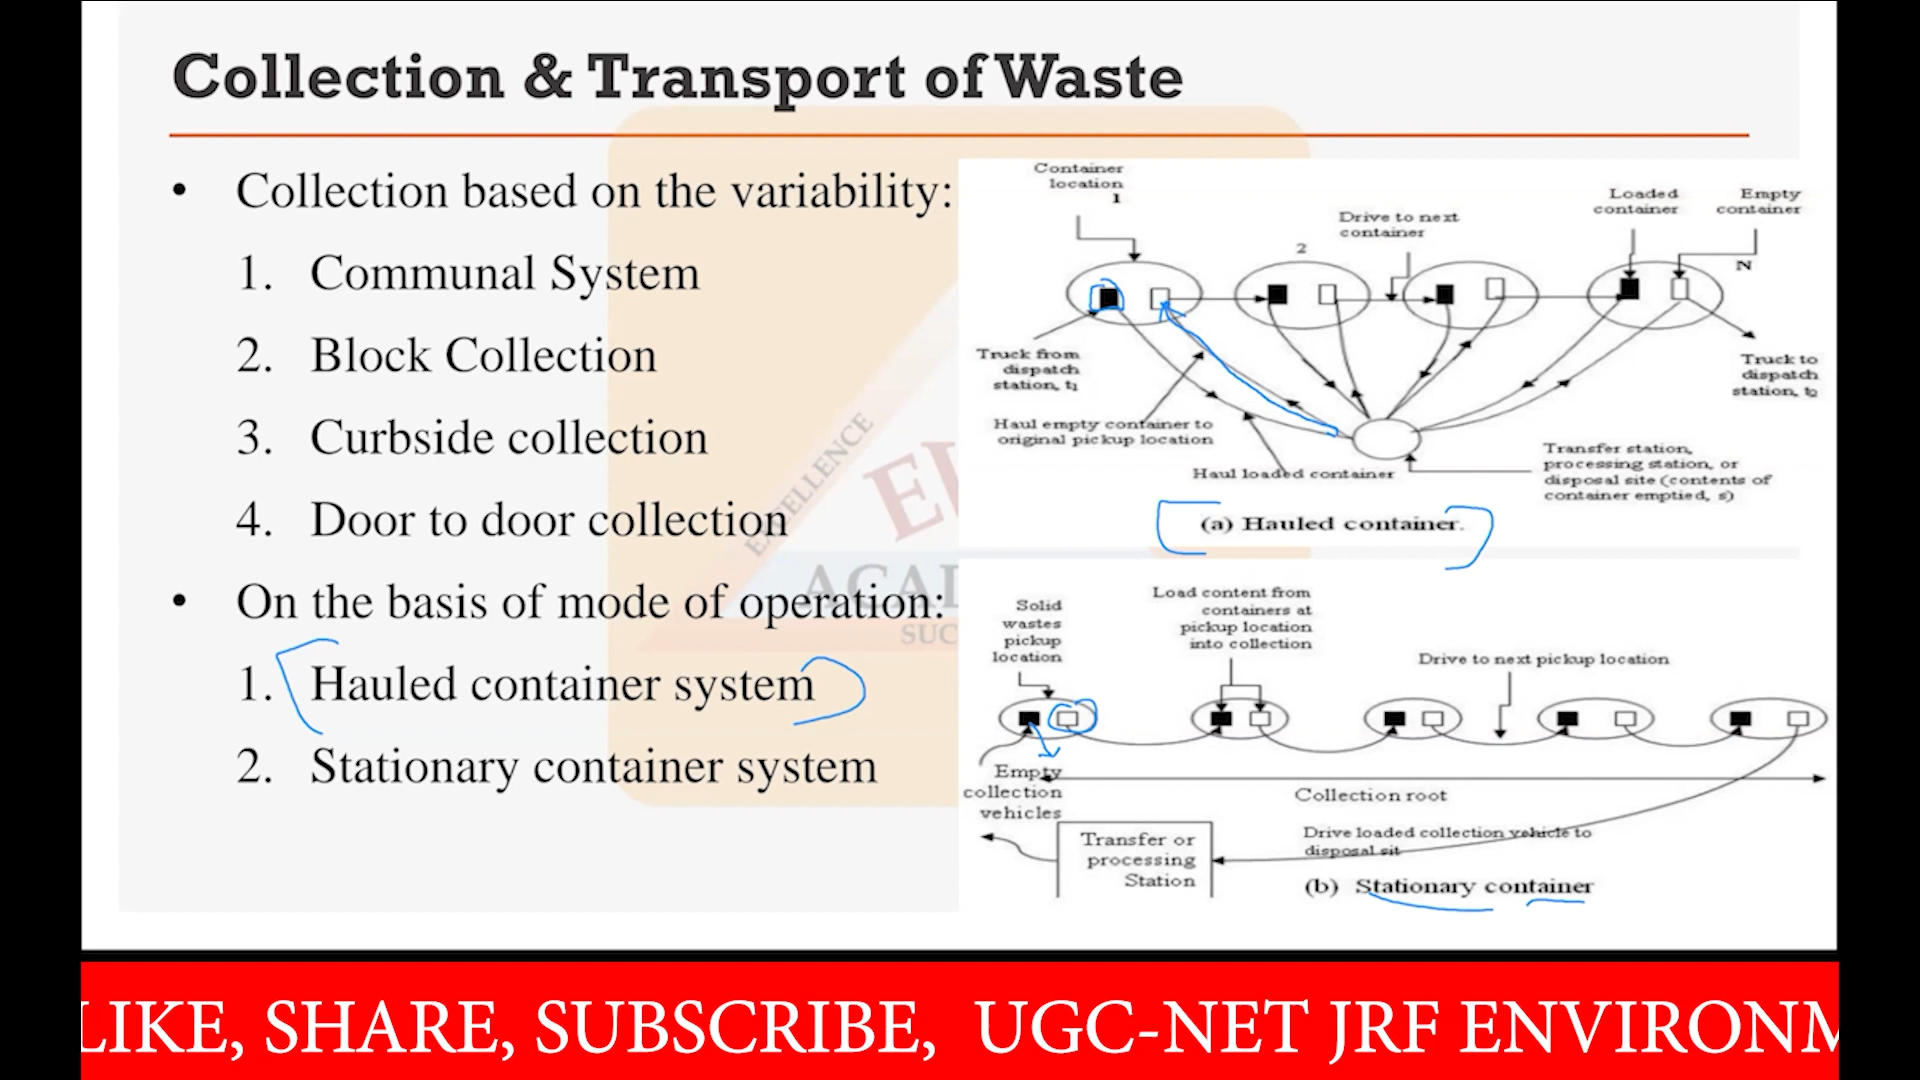 Collection & Transport of Waste
• Collection based on the variability:
1. Communal System
2. Block Collection
3. Curbside collection
4. Door to door collection
• On the basis of mode of operation:
1. Hauled container system
2. Stationary container system
EXCELLENCE
Container
location
1
2
Drive to next
container
Loaded
container
Empty
container
N
Truck from
dispatch
station, t₁
Truck to
dispatch
station, t₂
Haul empty container to
original pickup location
Haul loaded container
Transfer station,
processing station, or
disposal site (contents of
container emptied, s)
(a) Hauled container.
Solid
wastes
pickup
location
Load content from
containers at
pickup location
into collection
Drive to next pickup location
Empty
collection
vehicles
Collection root
Transfer or
processing
Station
Drive loaded collection vehicle to
disposal sit
(b) Stationary container
LIKE, SHARE, SUBSCRIBE, UGC-NET JRF ENVIRONM